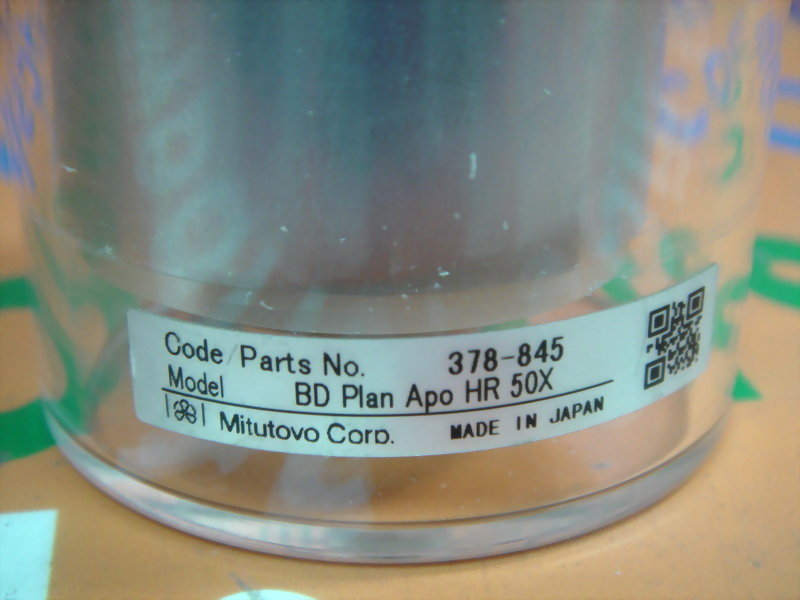 Code/Parts No. 378-845
Model BD Plan Apo HR 50X
Mitutoyo Corp. MADE IN JAPAN